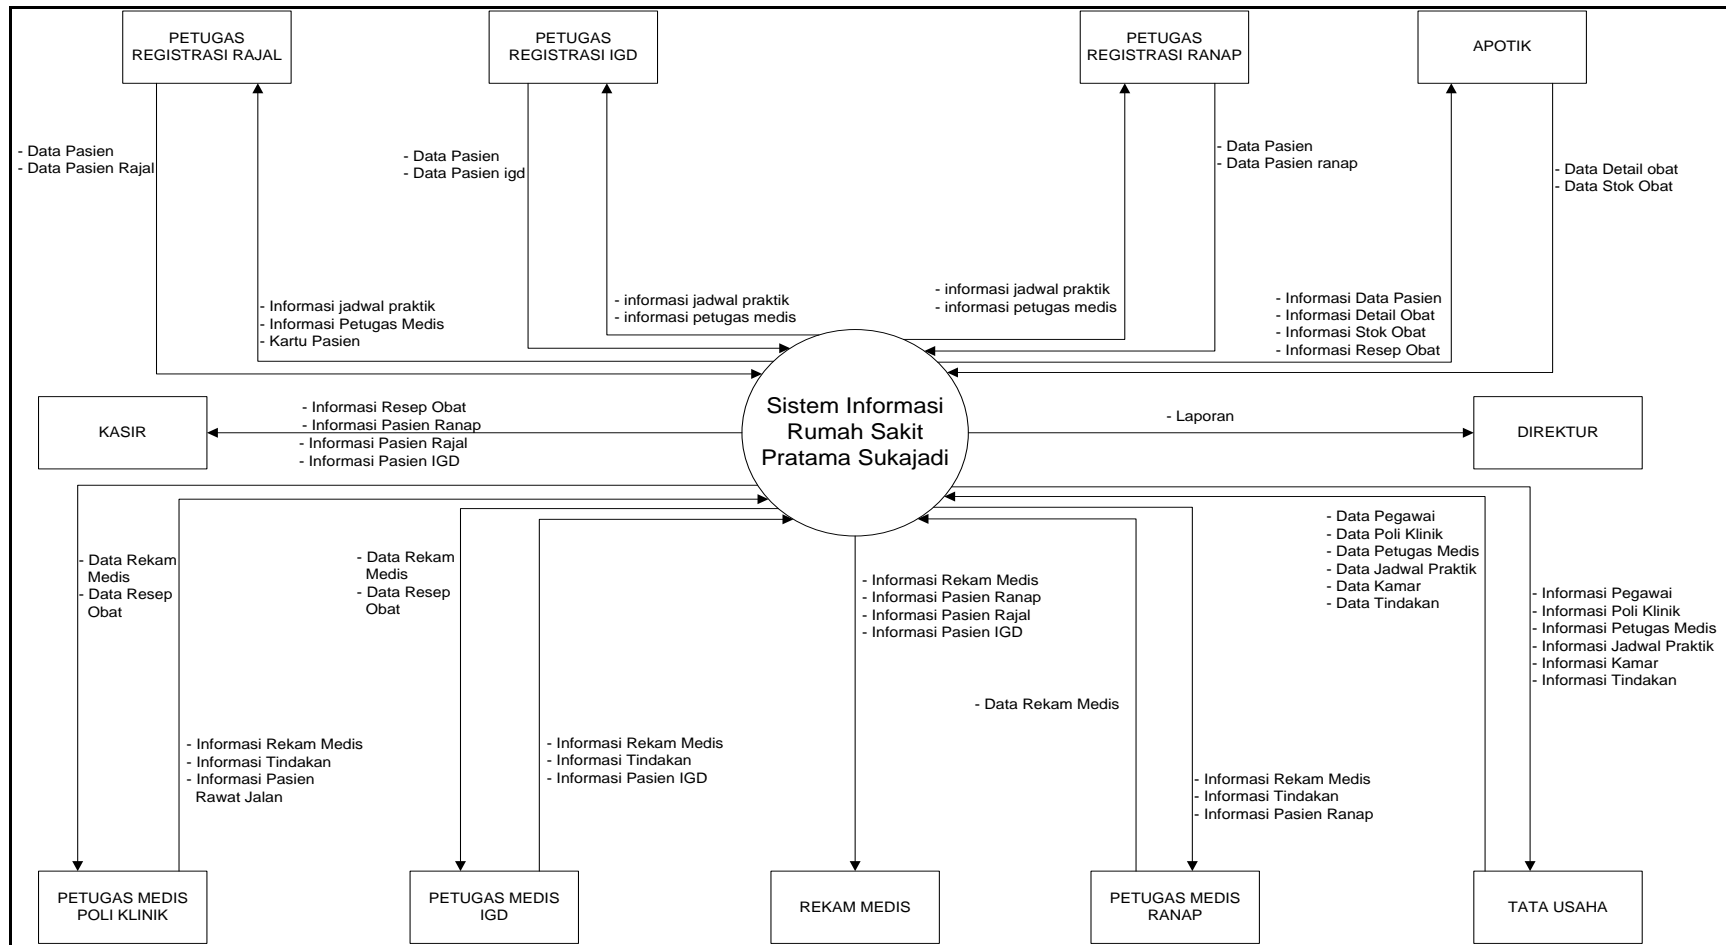 PETUGAS
REGISTRASI RAJAL
PETUGAS
REGISTRASI IGD
PETUGAS
REGISTRASI RANAP
APOTIK
- Data Pasien
- Data Pasien Rajal
- Data Pasien
- Data Pasien igd
- Data Pasien
- Data Pasien ranap
- Data Detail obat
- Data Stok Obat
- Informasi jadwal praktik
- Informasi Petugas Medis
- Kartu Pasien
- informasi jadwal praktik
- informasi petugas medis
- informasi jadwal praktik
- informasi petugas medis
- Informasi Data Pasien
- Informasi Detail Obat
- Informasi Stok Obat
- Informasi Resep Obat
KASIR
- Informasi Resep Obat
- Informasi Pasien Ranap
- Informasi Pasien Rajal
- Informasi Pasien IGD
Sistem Informasi
Rumah Sakit
Pratama Sukajadi
- Laporan
DIREKTUR
- Data Rekam
Medis
- Data Resep
Obat
- Data Rekam
Medis
- Data Resep
Obat
- Informasi Rekam Medis
- Informasi Pasien Ranap
- Informasi Pasien Rajal
- Informasi Pasien IGD
- Data Pegawai
- Data Poli Klinik
- Data Petugas Medis
- Data Jadwal Praktik
- Data Kamar
- Data Tindakan
- Informasi Pegawai
- Informasi Poli Klinik
- Informasi Petugas Medis
- Informasi Jadwal Praktik
- Informasi Kamar
- Informasi Tindakan
- Data Rekam Medis
- Informasi Rekam Medis
- Informasi Tindakan
- Informasi Pasien
Rawat Jalan
- Informasi Rekam Medis
- Informasi Tindakan
- Informasi Pasien IGD
- Informasi Rekam Medis
- Informasi Tindakan
- Informasi Pasien Ranap
PETUGAS MEDIS
POLI KLINIK
PETUGAS MEDIS
IGD
REKAM MEDIS
PETUGAS MEDIS
RANAP
TATA USAHA